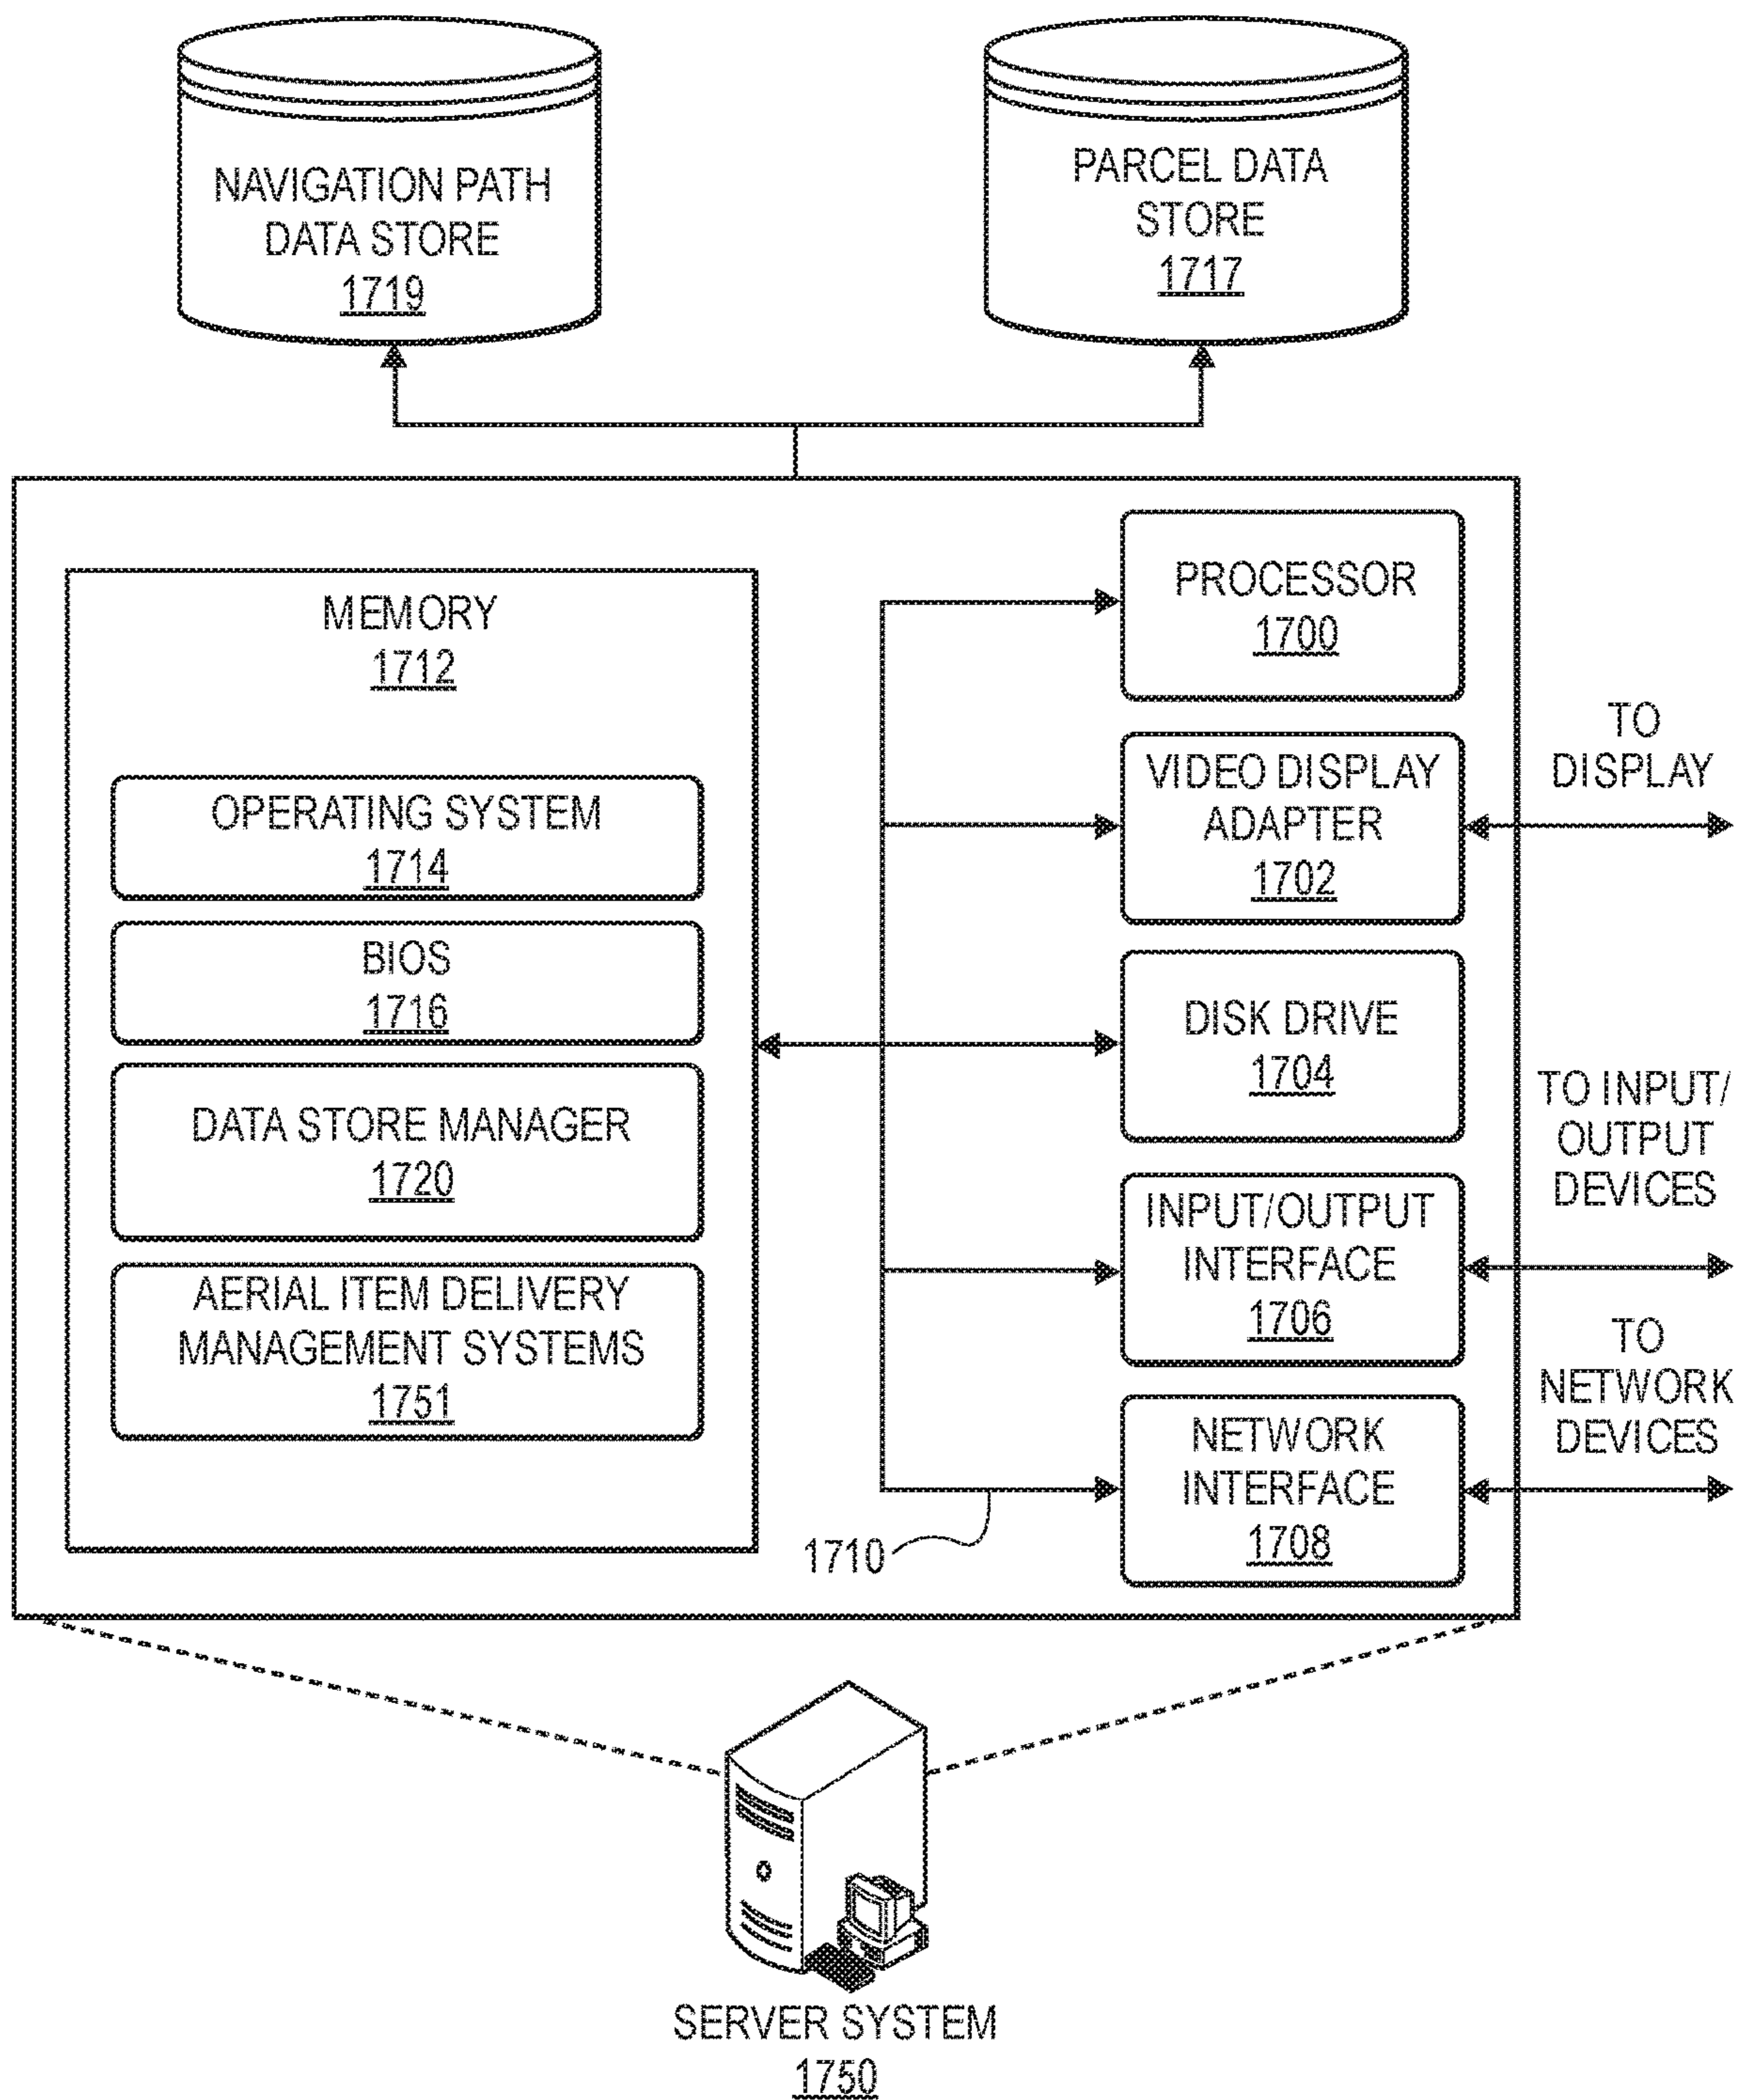 NAVIGATION PATH
DATA STORE
1719
PARCEL DATA
STORE
1717
MEMORY
1712
OPERATING SYSTEM
1714
BIOS
1716
DATA STORE MANAGER
1720
AERIAL ITEM DELIVERY
MANAGEMENT SYSTEMS
1751
PROCESSOR
1700
VIDEO DISPLAY
ADAPTER
1702
DISK DRIVE
1704
INPUT/OUTPUT
INTERFACE
1706
NETWORK
INTERFACE
1708
1710
TO
DISPLAY
TO INPUT/
OUTPUT
DEVICES
TO
NETWORK
DEVICES
SERVER SYSTEM
1750